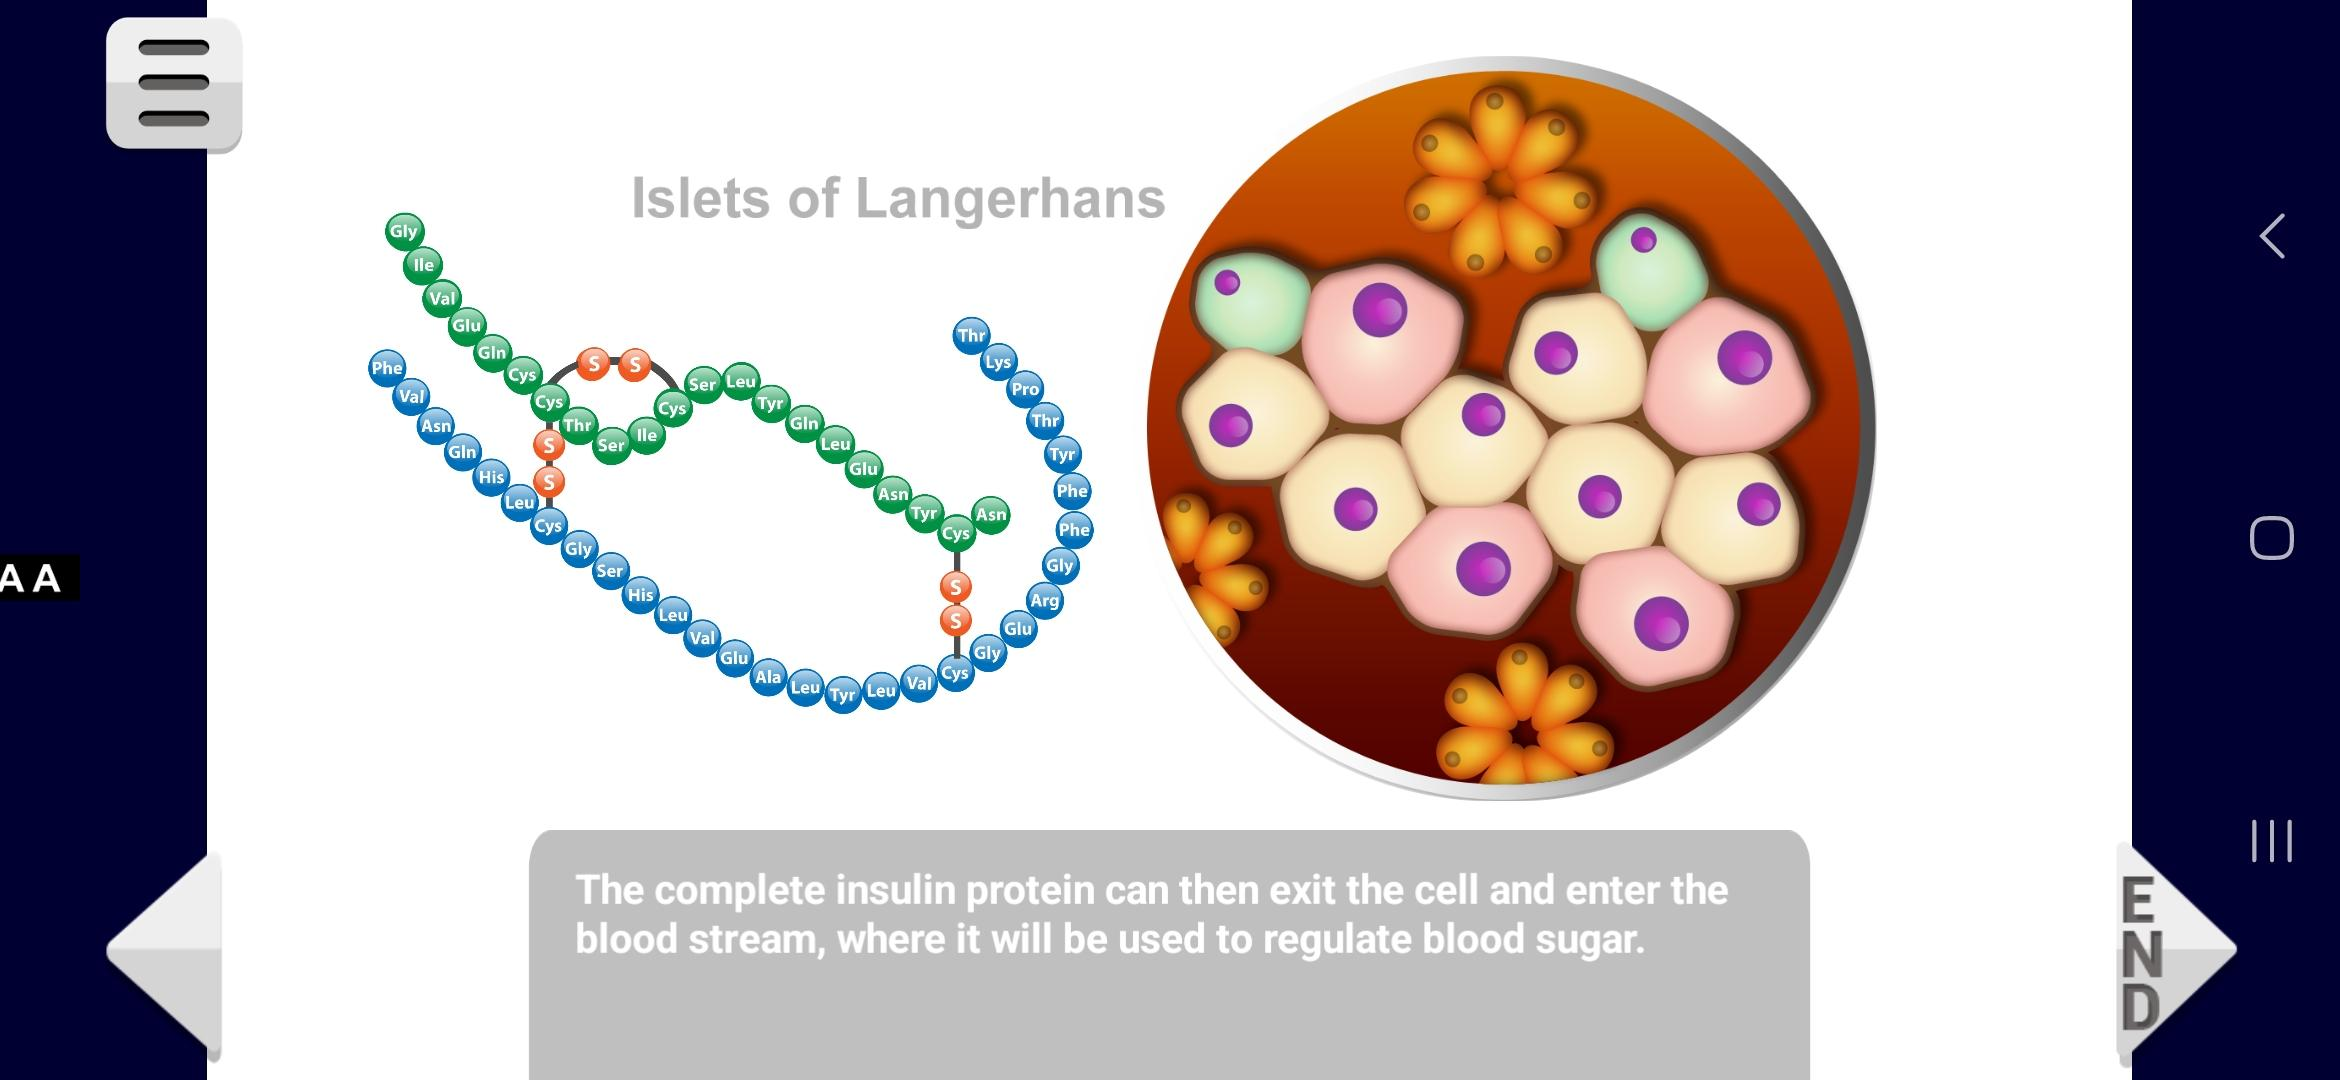 Islets of Langerhans
Gly
Ile
Val
Glu
Gln
Cys
Cys
Thr
Ser
Ile
Cys
Ser
Leu
Tyr
Gln
Leu
Glu
Asn
Tyr
Cys
Asn
S
S
S
S
S
S
Phe
Val
Asn
Gln
His
Leu
Cys
Gly
Ser
His
Leu
Val
Glu
Ala
Leu
Tyr
Leu
Val
Cys
Gly
Glu
Arg
Gly
Phe
Phe
Tyr
Thr
Pro
Lys
Thr
AA
The complete insulin protein can then exit the cell and enter the
blood stream, where it will be used to regulate blood sugar.
END